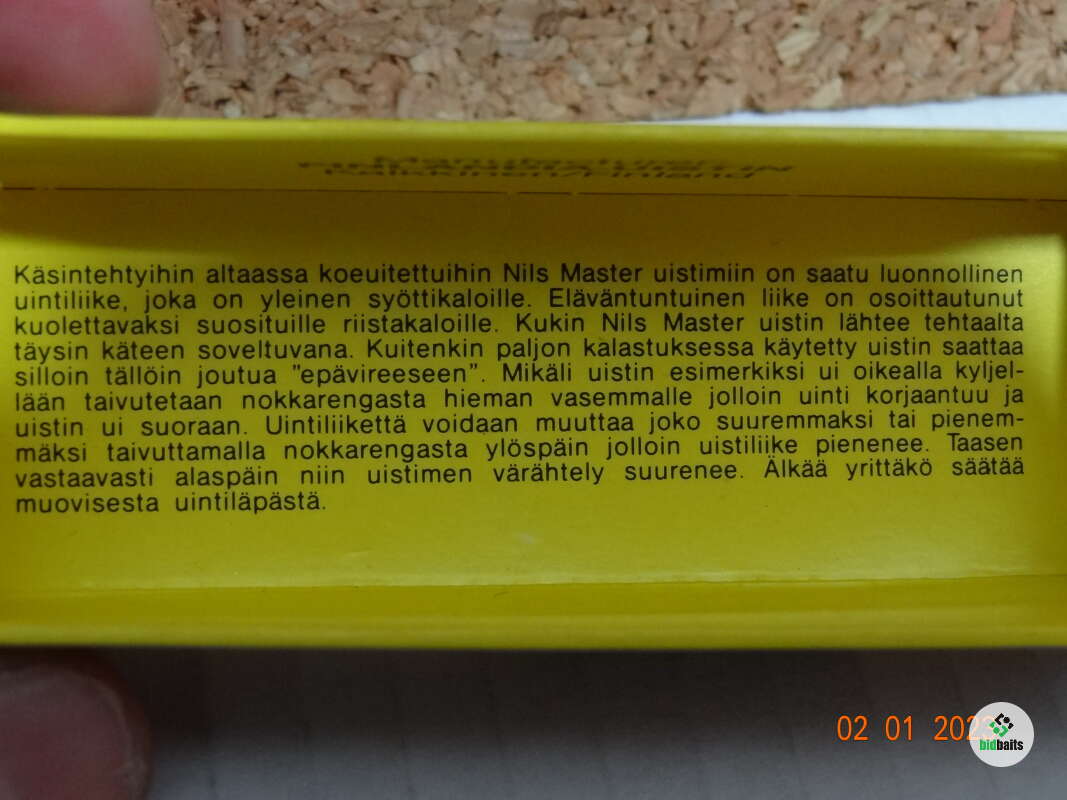 Kalkkinen/Finland
Käsintehtyihin altaassa koeuitettuihin Nils Master uistimiin on saatu luonnollinen
uintiliike, joka on yleinen syöttikaloille. Eläväntuntuinen liike on osoittautunut
kuolettavaksi suosituille riistakaloille. Kukin Nils Master uistin lähtee tehtaalta
täysin käteen soveltuvana. Kuitenkin paljon kalastuksessa käytetty uistin saattaa
silloin tällöin joutua "epävireeseen". Mikäli uistin esimerkiksi ui oikealla kyljel-
lään taivutetaan nokkarengasta hieman vasemmalle jolloin uinti korjaantuu ja
uistin ui suoraan. Uintiliikettä voidaan muuttaa joko suuremmaksi tai pienem-
mäksi taivuttamalla nokkarengasta ylöspäin jolloin uistiliike pienenee. Taasen
vastaavasti alaspäin niin uistimen värähtely suurenee. Älkää yrittäkö säätää
muovisesta uintiläpästä.
02 01 2023
bidbaits